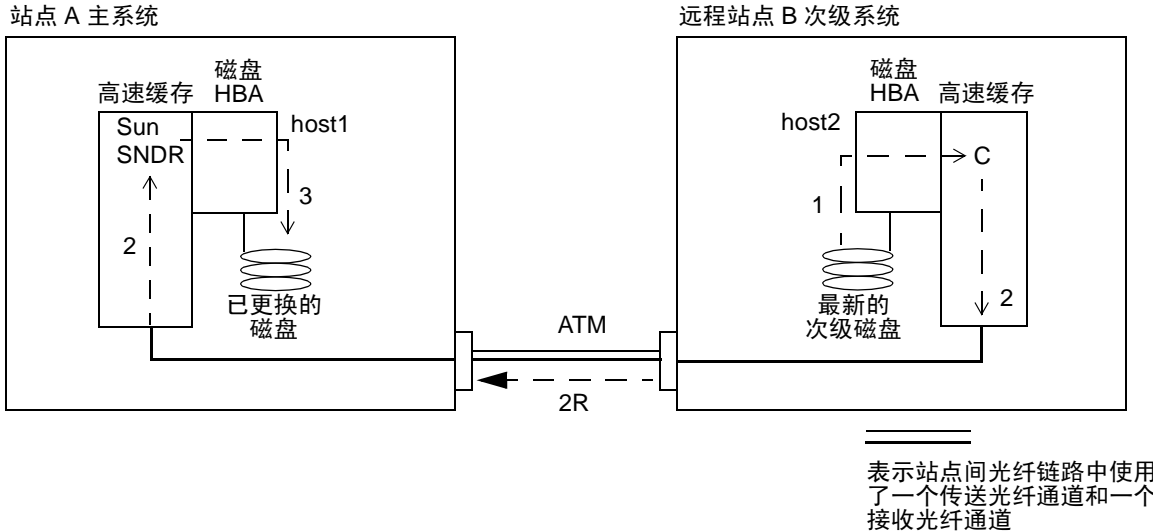 站点 A 主系统
远程站点 B 次级系统
高速缓存
磁盘
HBA
Sun
SNDR
host1
3
2
已更换的
磁盘
磁盘
HBA
高速缓存
host2
C
1
2
最新的
次级磁盘
ATM
2R
表示站点间光纤链路中使用
了一个传送光纤通道和一个
接收光纤通道